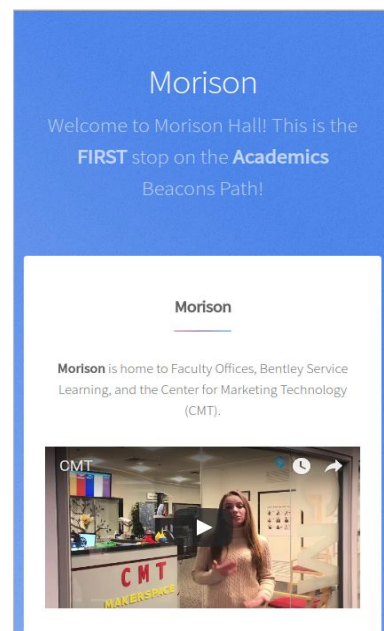 Morison
Welcome to Morison Hall! This is the
FIRST stop on the Academics
Beacons Path!
Morison
Morison is home to Faculty Offices, Bentley Service
Learning, and the Center for Marketing Technology
(CMT).
CMT
CMT
MAKERSPACE